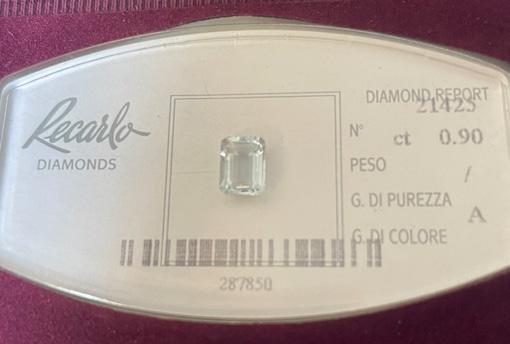 Recarlo
DIAMONDS
DIAMOND REPORT
21425
N° ct 0.90
PESO /
G. DI PUREZZA A
G. DI COLORE
287850